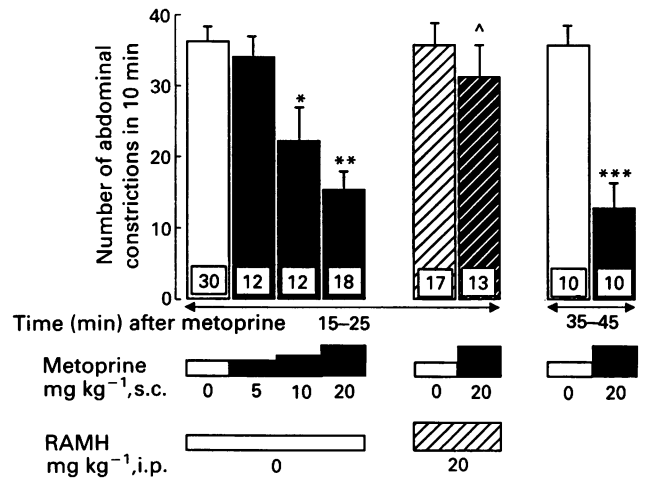 Number of abdominal
constrictions in 10 min
40
30
20
10
0
*
**
^
***
30 12 12 18 17 13 10 10
Time (min) after metoprine 15–25 35–45
Metoprine
mg kg⁻¹,s.c. 0 5 10 20 0 20 0 20
RAMH
mg kg⁻¹,i.p. 0 20